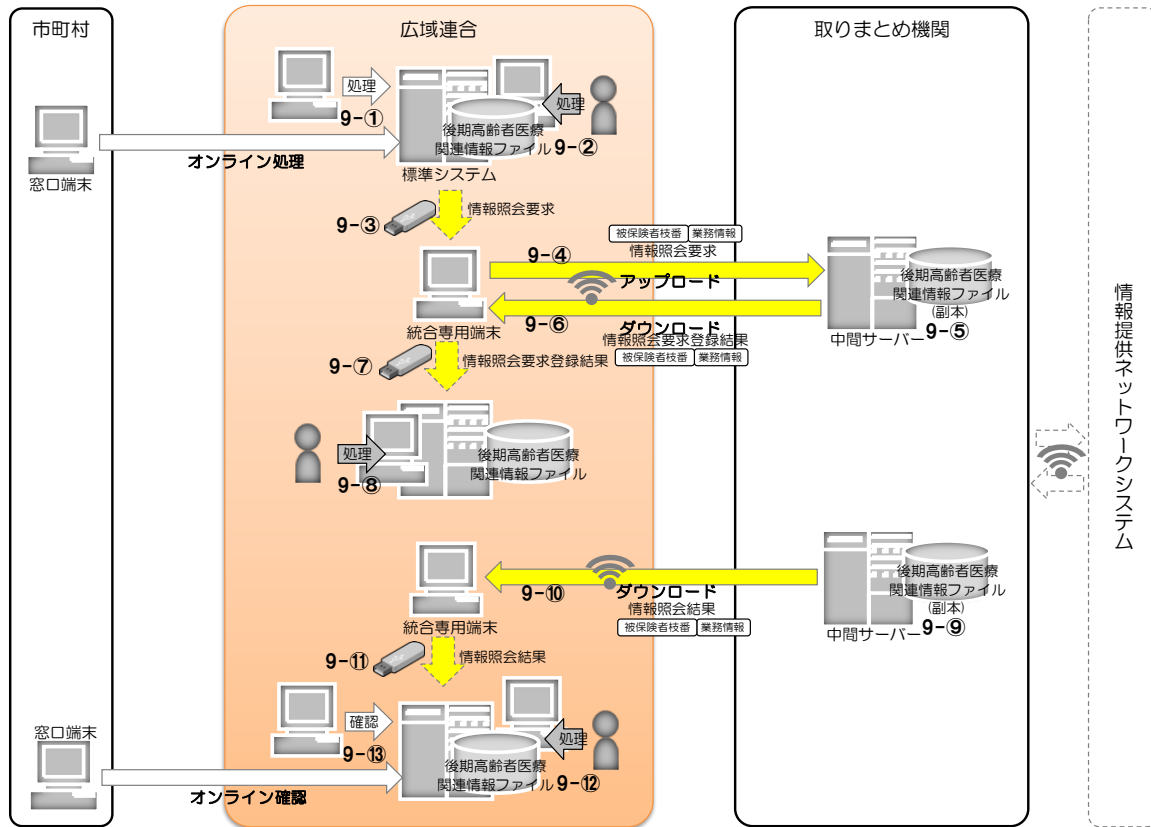 市町村
広域連合
取りまとめ機関
処理
9-①
処理
後期高齢者医療
関連情報ファイル 9-②
標準システム
オンライン処理
窓口端末
9-③
情報照会要求
被保険者枝番 業務情報
情報照会要求
9-④
アップロード
後期高齢者医療
関連情報ファイル
(副本)
9-⑤
中間サーバー
9-⑥
ダウンロード
情報照会要求登録結果
被保険者枝番 業務情報
統合専用端末
9-⑦
情報照会要求登録結果
処理
9-⑧
後期高齢者医療
関連情報ファイル
情報提供ネットワークシステム
9-⑩
ダウンロード
情報照会結果
被保険者枝番 業務情報
後期高齢者医療
関連情報ファイル
(副本)
9-⑨
中間サーバー
統合専用端末
9-⑪
情報照会結果
確認
9-⑬
処理
後期高齢者医療
関連情報ファイル 9-⑫
窓口端末
オンライン確認